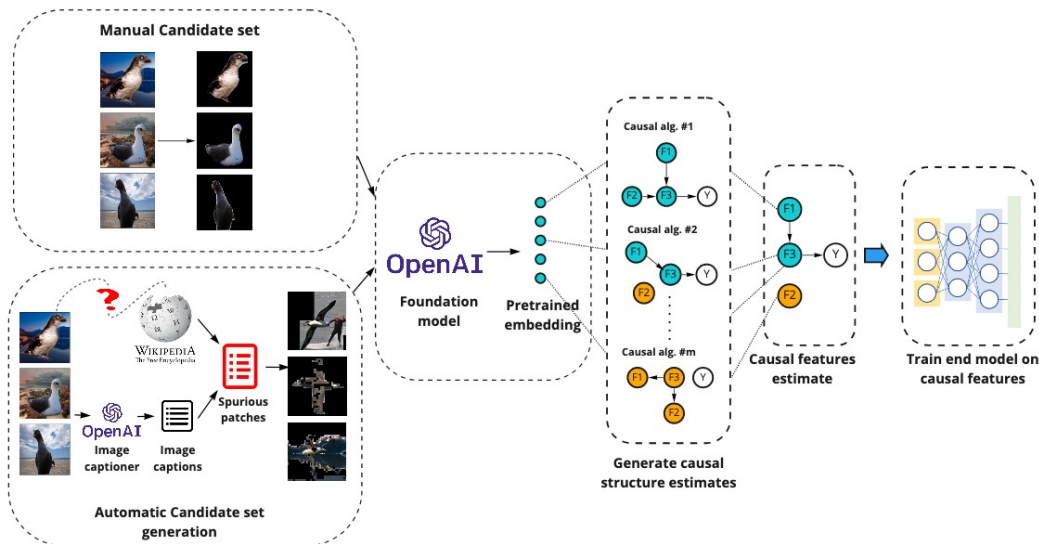 Manual Candidate set
?
WIKIPEDIA
The Free Encyclopedia
OpenAI
Image
captioner
Image
captions
Spurious
patches
Automatic Candidate set
generation
OpenAI
Foundation
model
Pretrained
embedding
Causal alg. #1
F1
F2
F3
Y
Causal alg. #2
F1
F3
Y
F2
Causal alg. #m
F1
F3
Y
F2
Generate causal
structure estimates
F1
F3
Y
F2
Causal features
estimate
Train end model on
causal features